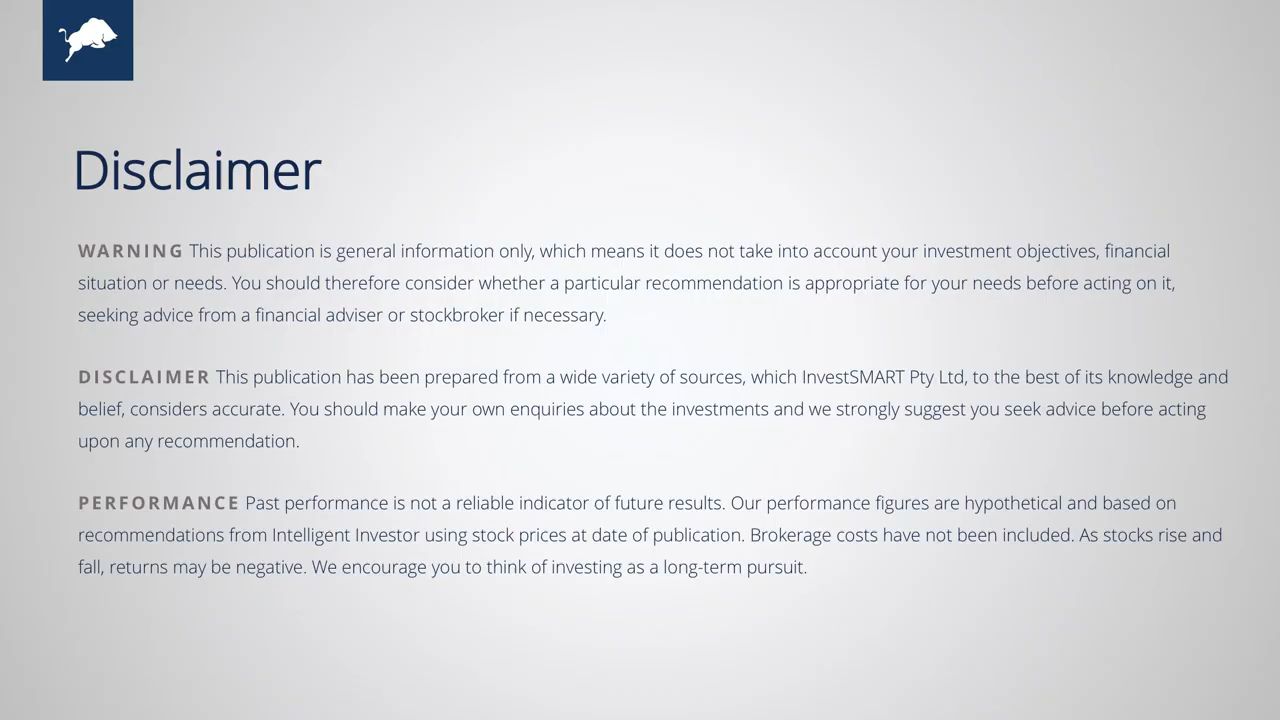 Disclaimer
WARNING This publication is general information only, which means it does not take into account your investment objectives, financial
situation or needs. You should therefore consider whether a particular recommendation is appropriate for your needs before acting on it,
seeking advice from a financial adviser or stockbroker if necessary.
DISCLAIMER This publication has been prepared from a wide variety of sources, which InvestSMART Pty Ltd, to the best of its knowledge and
belief, considers accurate. You should make your own enquiries about the investments and we strongly suggest you seek advice before acting
upon any recommendation.
PERFORMANCE Past performance is not a reliable indicator of future results. Our performance figures are hypothetical and based on
recommendations from Intelligent Investor using stock prices at date of publication. Brokerage costs have not been included. As stocks rise and
fall, returns may be negative. We encourage you to think of investing as a long-term pursuit.